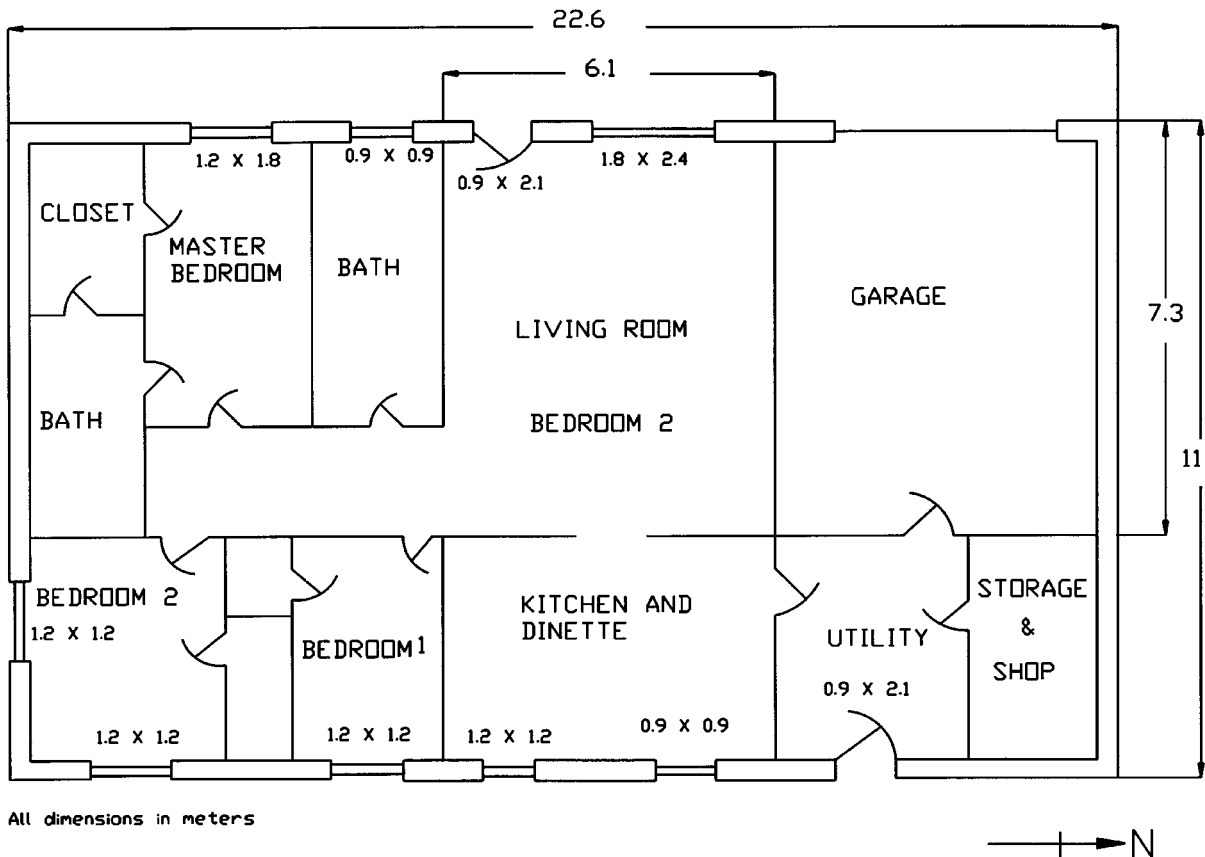 22.6
6.1
1.2 X 1.8
0.9 X 0.9
0.9 X 2.1
1.8 X 2.4
CLOSET
MASTER
BEDROOM
BATH
GARAGE
7.3
LIVING ROOM
BATH
BEDROOM 2
11
BEDROOM 2
1.2 X 1.2
KITCHEN AND
DINETTE
STORAGE
&
SHOP
BEDROOM 1
UTILITY
0.9 X 2.1
1.2 X 1.2
1.2 X 1.2
1.2 X 1.2
0.9 X 0.9
All dimensions in meters
N